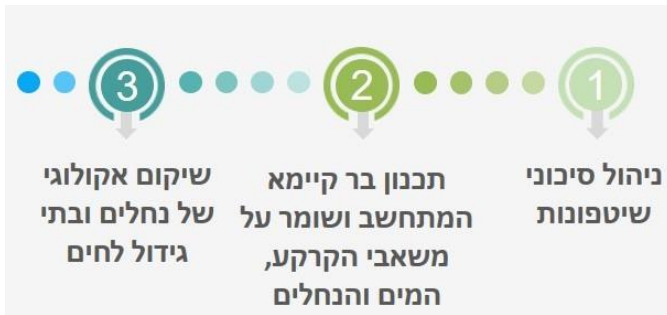 1
ניהול סיכוני
שיטפונות
2
תכנון בר קיימא
המתחשב ושומר על
משאבי הקרקע,
המים והנחלים
3
שיקום אקולוגי
של נחלים ובתי
גידול לחים